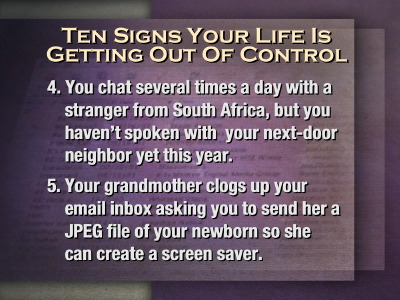 Ten Signs Your Life Is
Getting Out Of Control
4. You chat several times a day with a
stranger from South Africa, but you
haven't spoken with your next-door
neighbor yet this year.
5. Your grandmother clogs up your
email inbox asking you to send her a
JPEG file of your newborn so she
can create a screen saver.